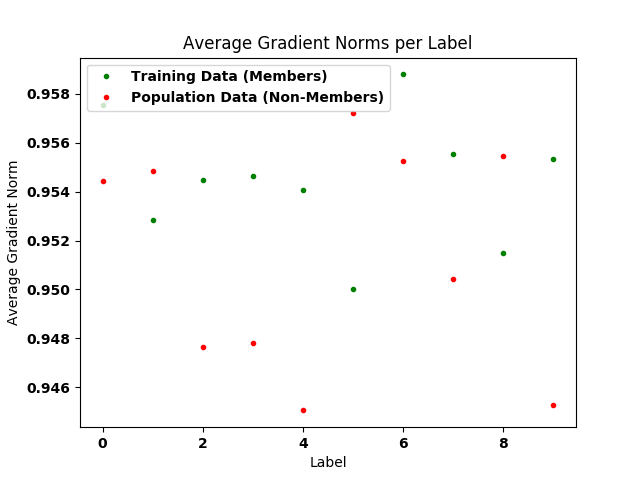 Average Gradient Norms per Label
Training Data (Members)
Population Data (Non-Members)
Average Gradient Norm
0.958
0.956
0.954
0.952
0.950
0.948
0.946
0 2 4 6 8
Label